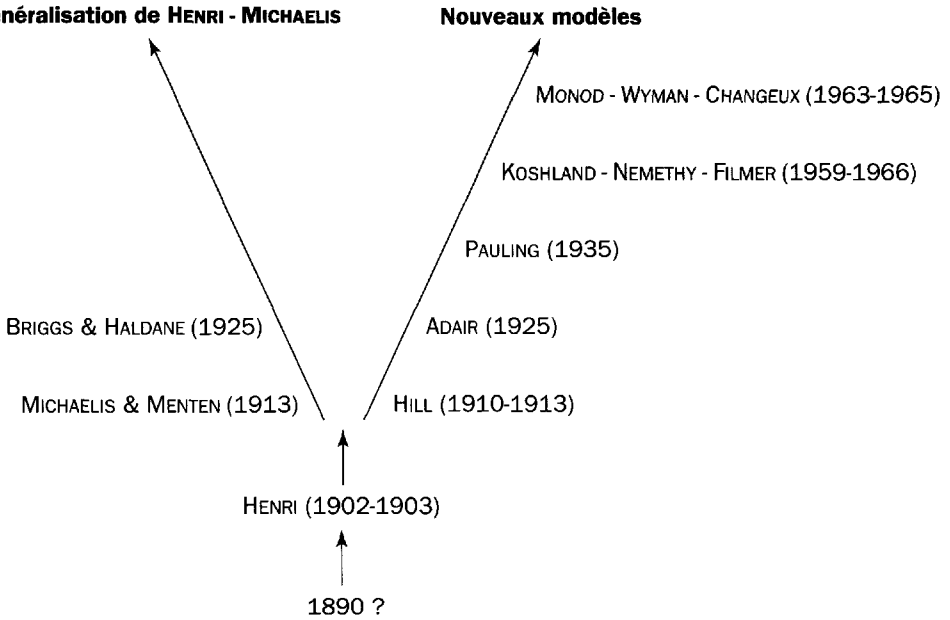 néralisation de HENRI - MICHAELIS
Nouveaux modèles
MONOD - WYMAN - CHANGEUX (1963-1965)
KOSHLAND - NEMETHY - FILMER (1959-1966)
PAULING (1935)
BRIGGS & HALDANE (1925)
ADAIR (1925)
MICHAELIS & MENTEN (1913)
HILL (1910-1913)
HENRI (1902-1903)
1890 ?